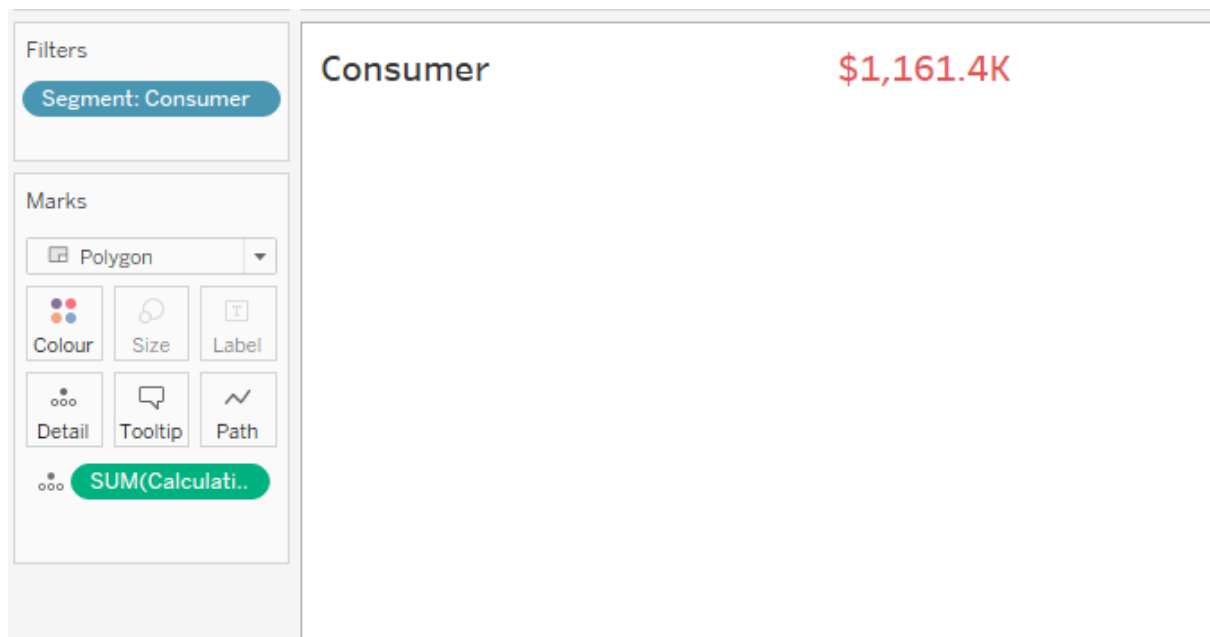 Filters
Segment: Consumer
Marks
Polygon
Colour Size Label
Detail Tooltip Path
SUM(Calculati..
Consumer $1,161.4K